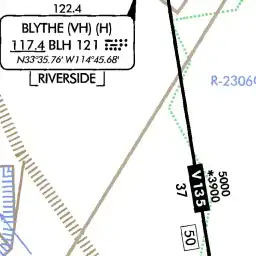 122.4
BLYTHE (VH) (H)
117.4 BLH 121
N33°35.76' W114°45.68'
RIVERSIDE
R-2306
5000
*3900
V 135
37
50